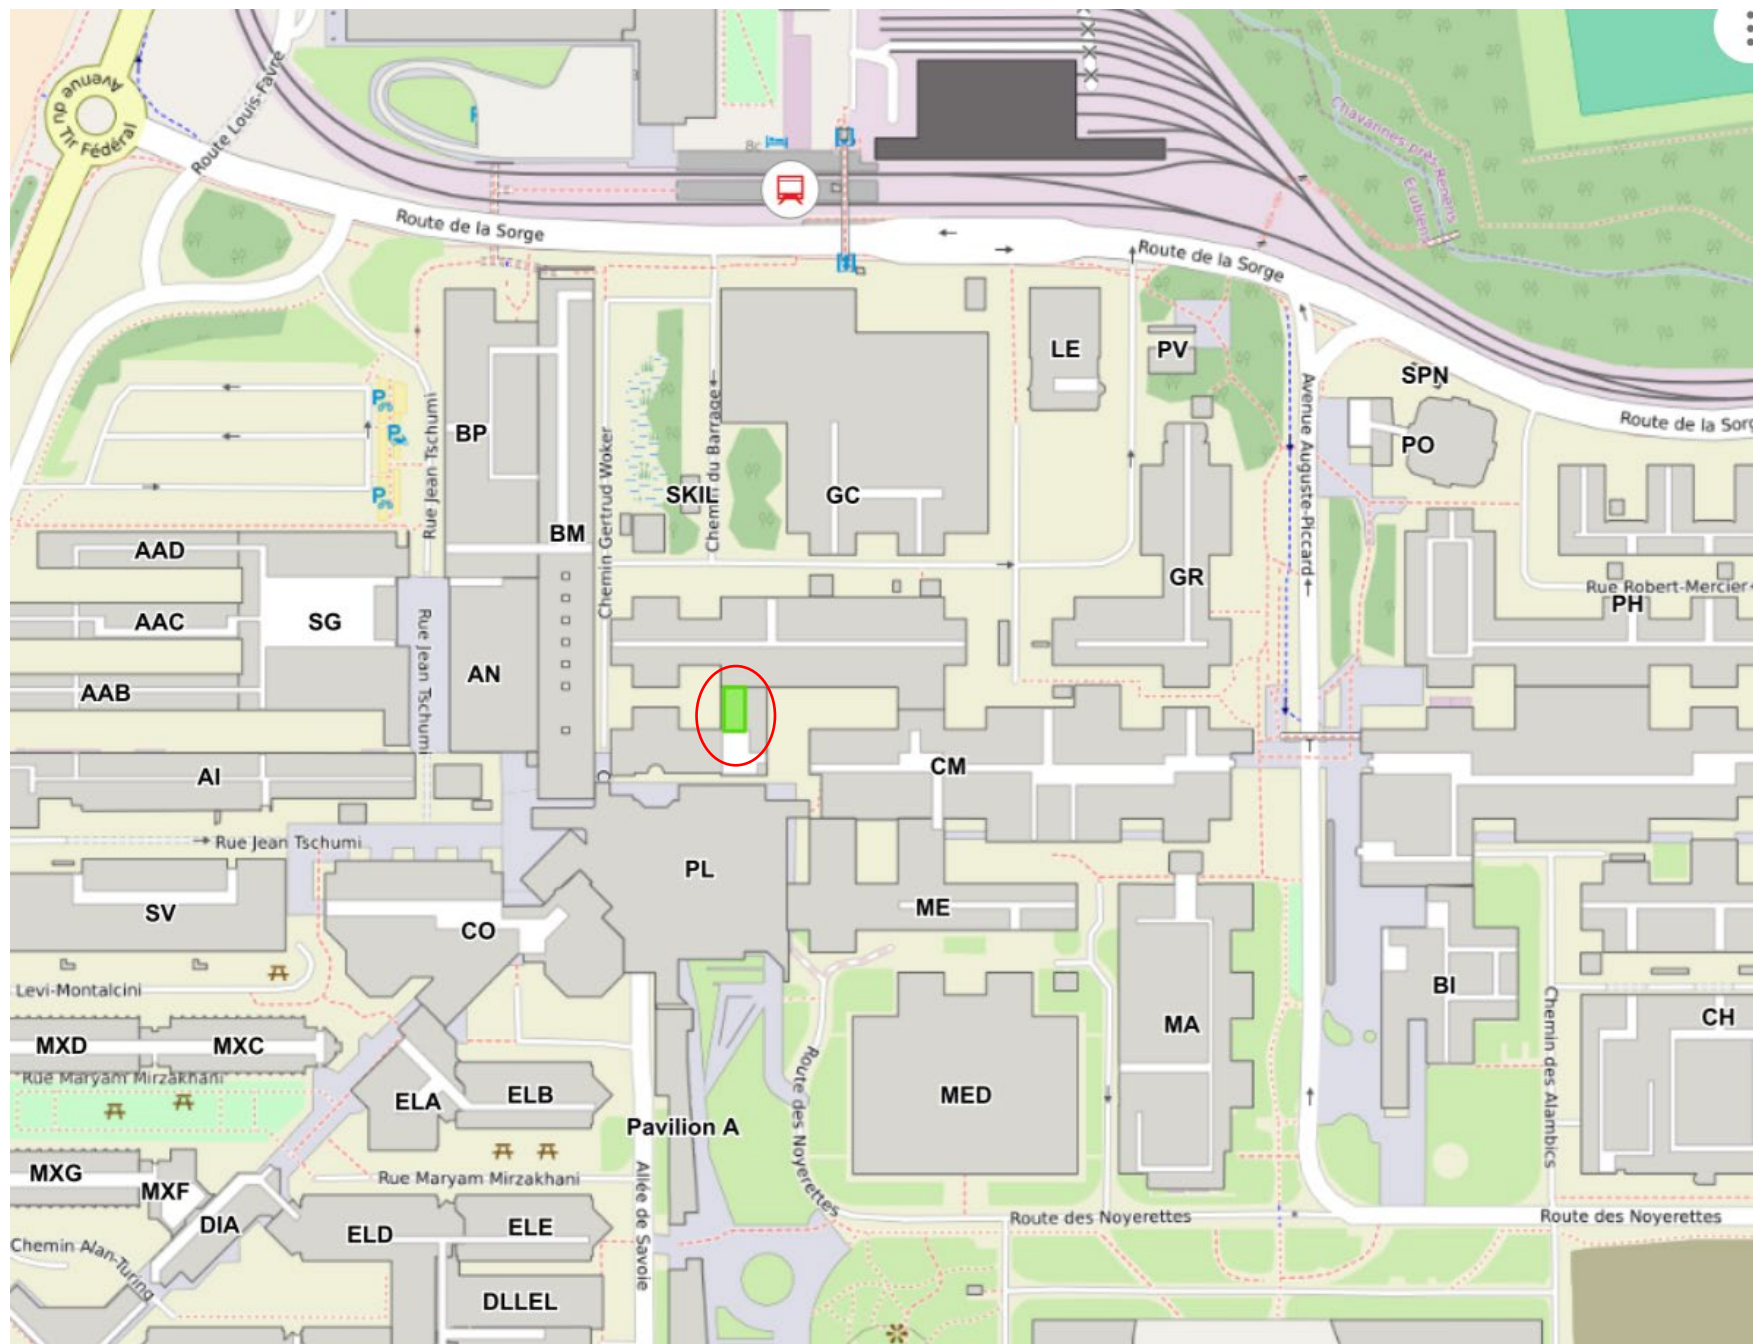 Avenue du Tir Fédéral
Route Louis-Favre
8c
P
Chavannes-près-Renens
Ecublens
Route de la Sorge
Route de la Sorge
LE
PV
SPN
Route de la Sorg
P
BP
P
PO
Rue Jean Tschumi
Chemin du Barrage
Avenue Auguste-Piccard
P
SKIL
GC
BM
AAD
Chemin Gertrud Woker
GR
Rue Robert-Mercier
PH
AAC
SG
Rue Jean Tschumi
AN
AAB
Rue Jean Tschumi
AI
CM
Rue Jean Tschumi
PL
SV
CO
ME
Levi-Montalcini
BI
CH
MA
MXD
MXC
Rue Maryam Mirzakhani
Chemin des Alambics
ELA
ELB
MED
Route des Noyerettes
Pavilion A
MXG
MXF
Rue Maryam Mirzakhani
Allée de Savoie
DIA
ELD
ELE
Route des Noyerettes
Route des Noyerettes
Chemin Alan-Turing
DLLEL